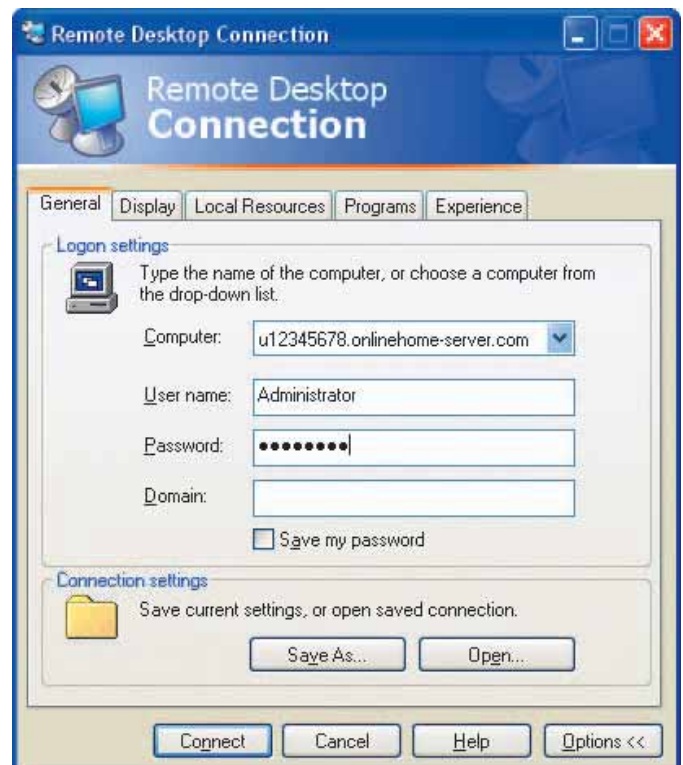 Remote Desktop Connection
Remote Desktop
Connection
General Display Local Resources Programs Experience
Logon settings
Type the name of the computer, or choose a computer from
the drop-down list.
Computer: u12345678.onlinehome-server.com
User name: Administrator
Password: ●●●●●●●●
Domain:
Save my password
Connection settings
Save current settings, or open saved connection.
Save As... Open...
Connect Cancel Help Options <<